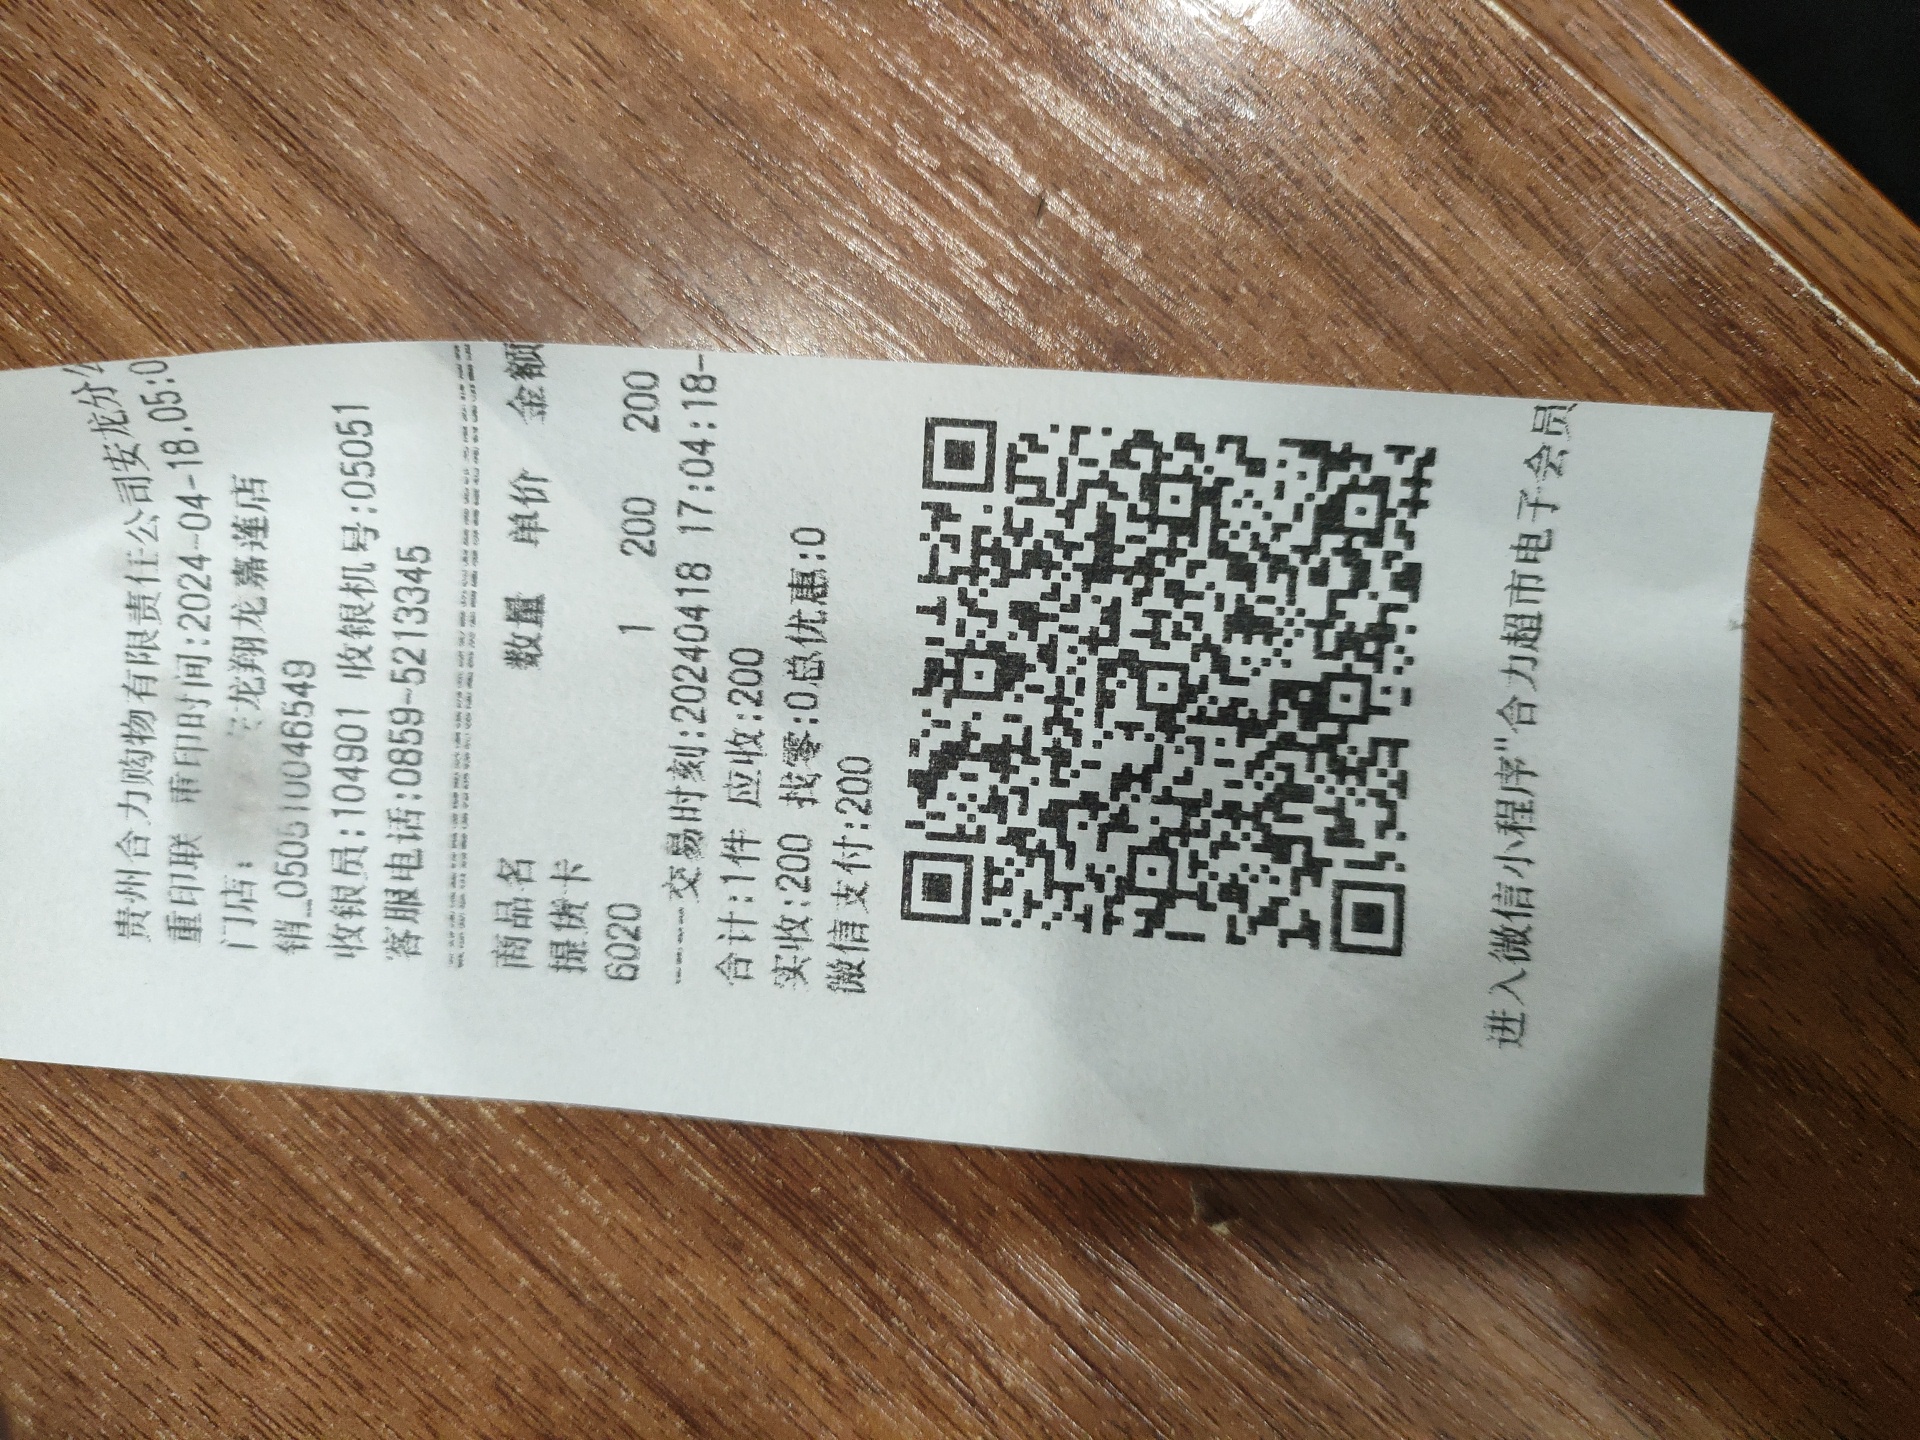 贵州合力购物有限责任公司安龙分
重印联 重印时间:2024-04-18.05:0
门店: 龙翔龙嘉莲店
销_0505100046549
收银员:104901 收银机号:05051
客服电话:0859-5213345
商品名 数量 单价 金额
提货卡
6020 1 200 200
----交易时刻:20240418 17:04:18-
合计:1件 应收:200
实收:200 找零:0总优惠:0
微信支付:200
进入微信小程序"合力超市电子会员